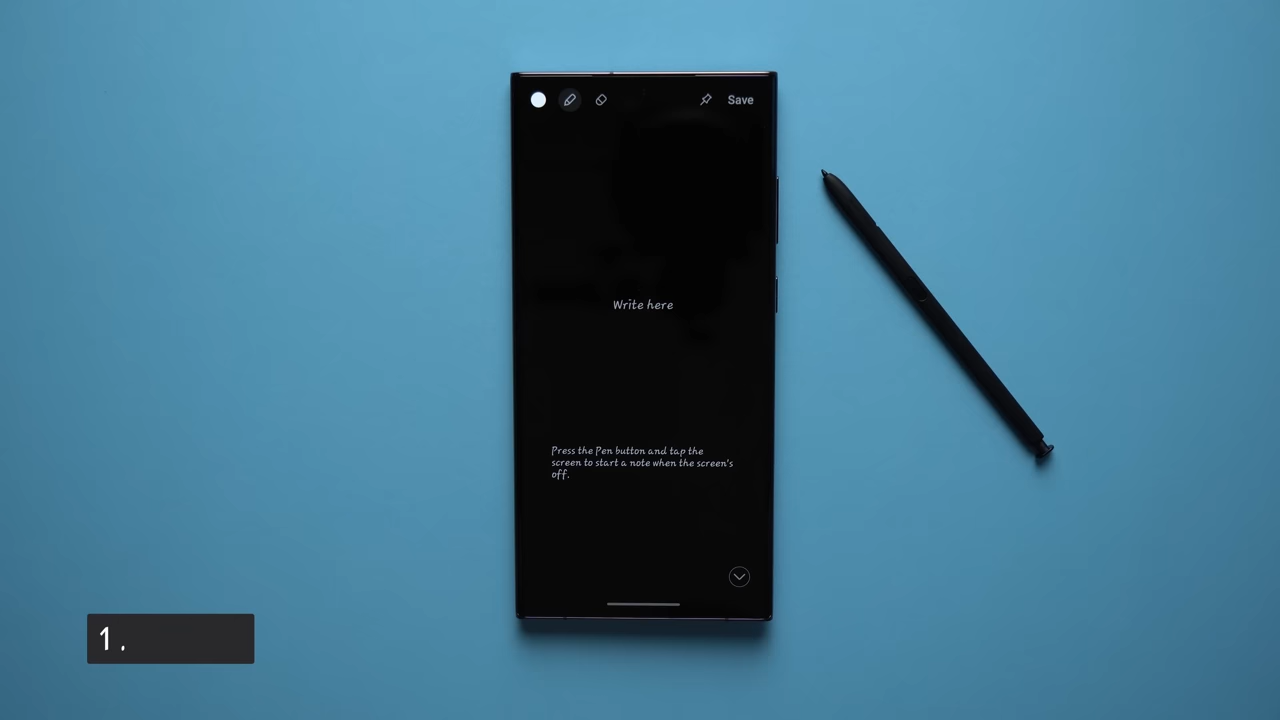 Save
Write here
Press the Pen button and tap the
screen to start a note when the screen's
off.
1.